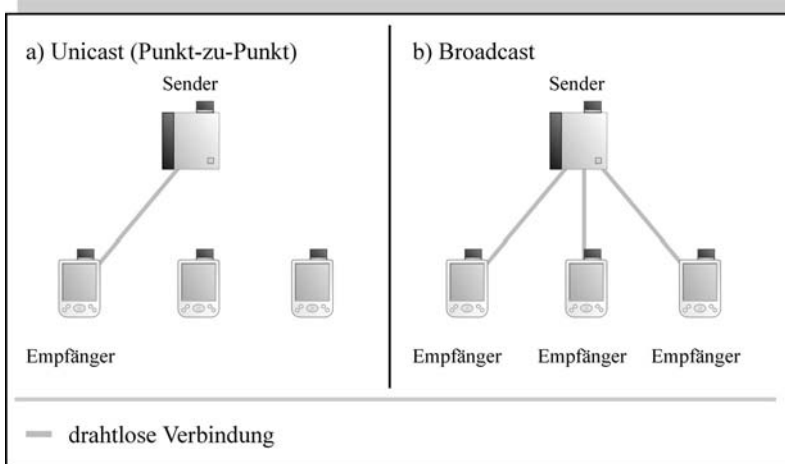 a) Unicast (Punkt-zu-Punkt)
Sender
Empfänger
b) Broadcast
Sender
Empfänger Empfänger Empfänger
drahtlose Verbindung